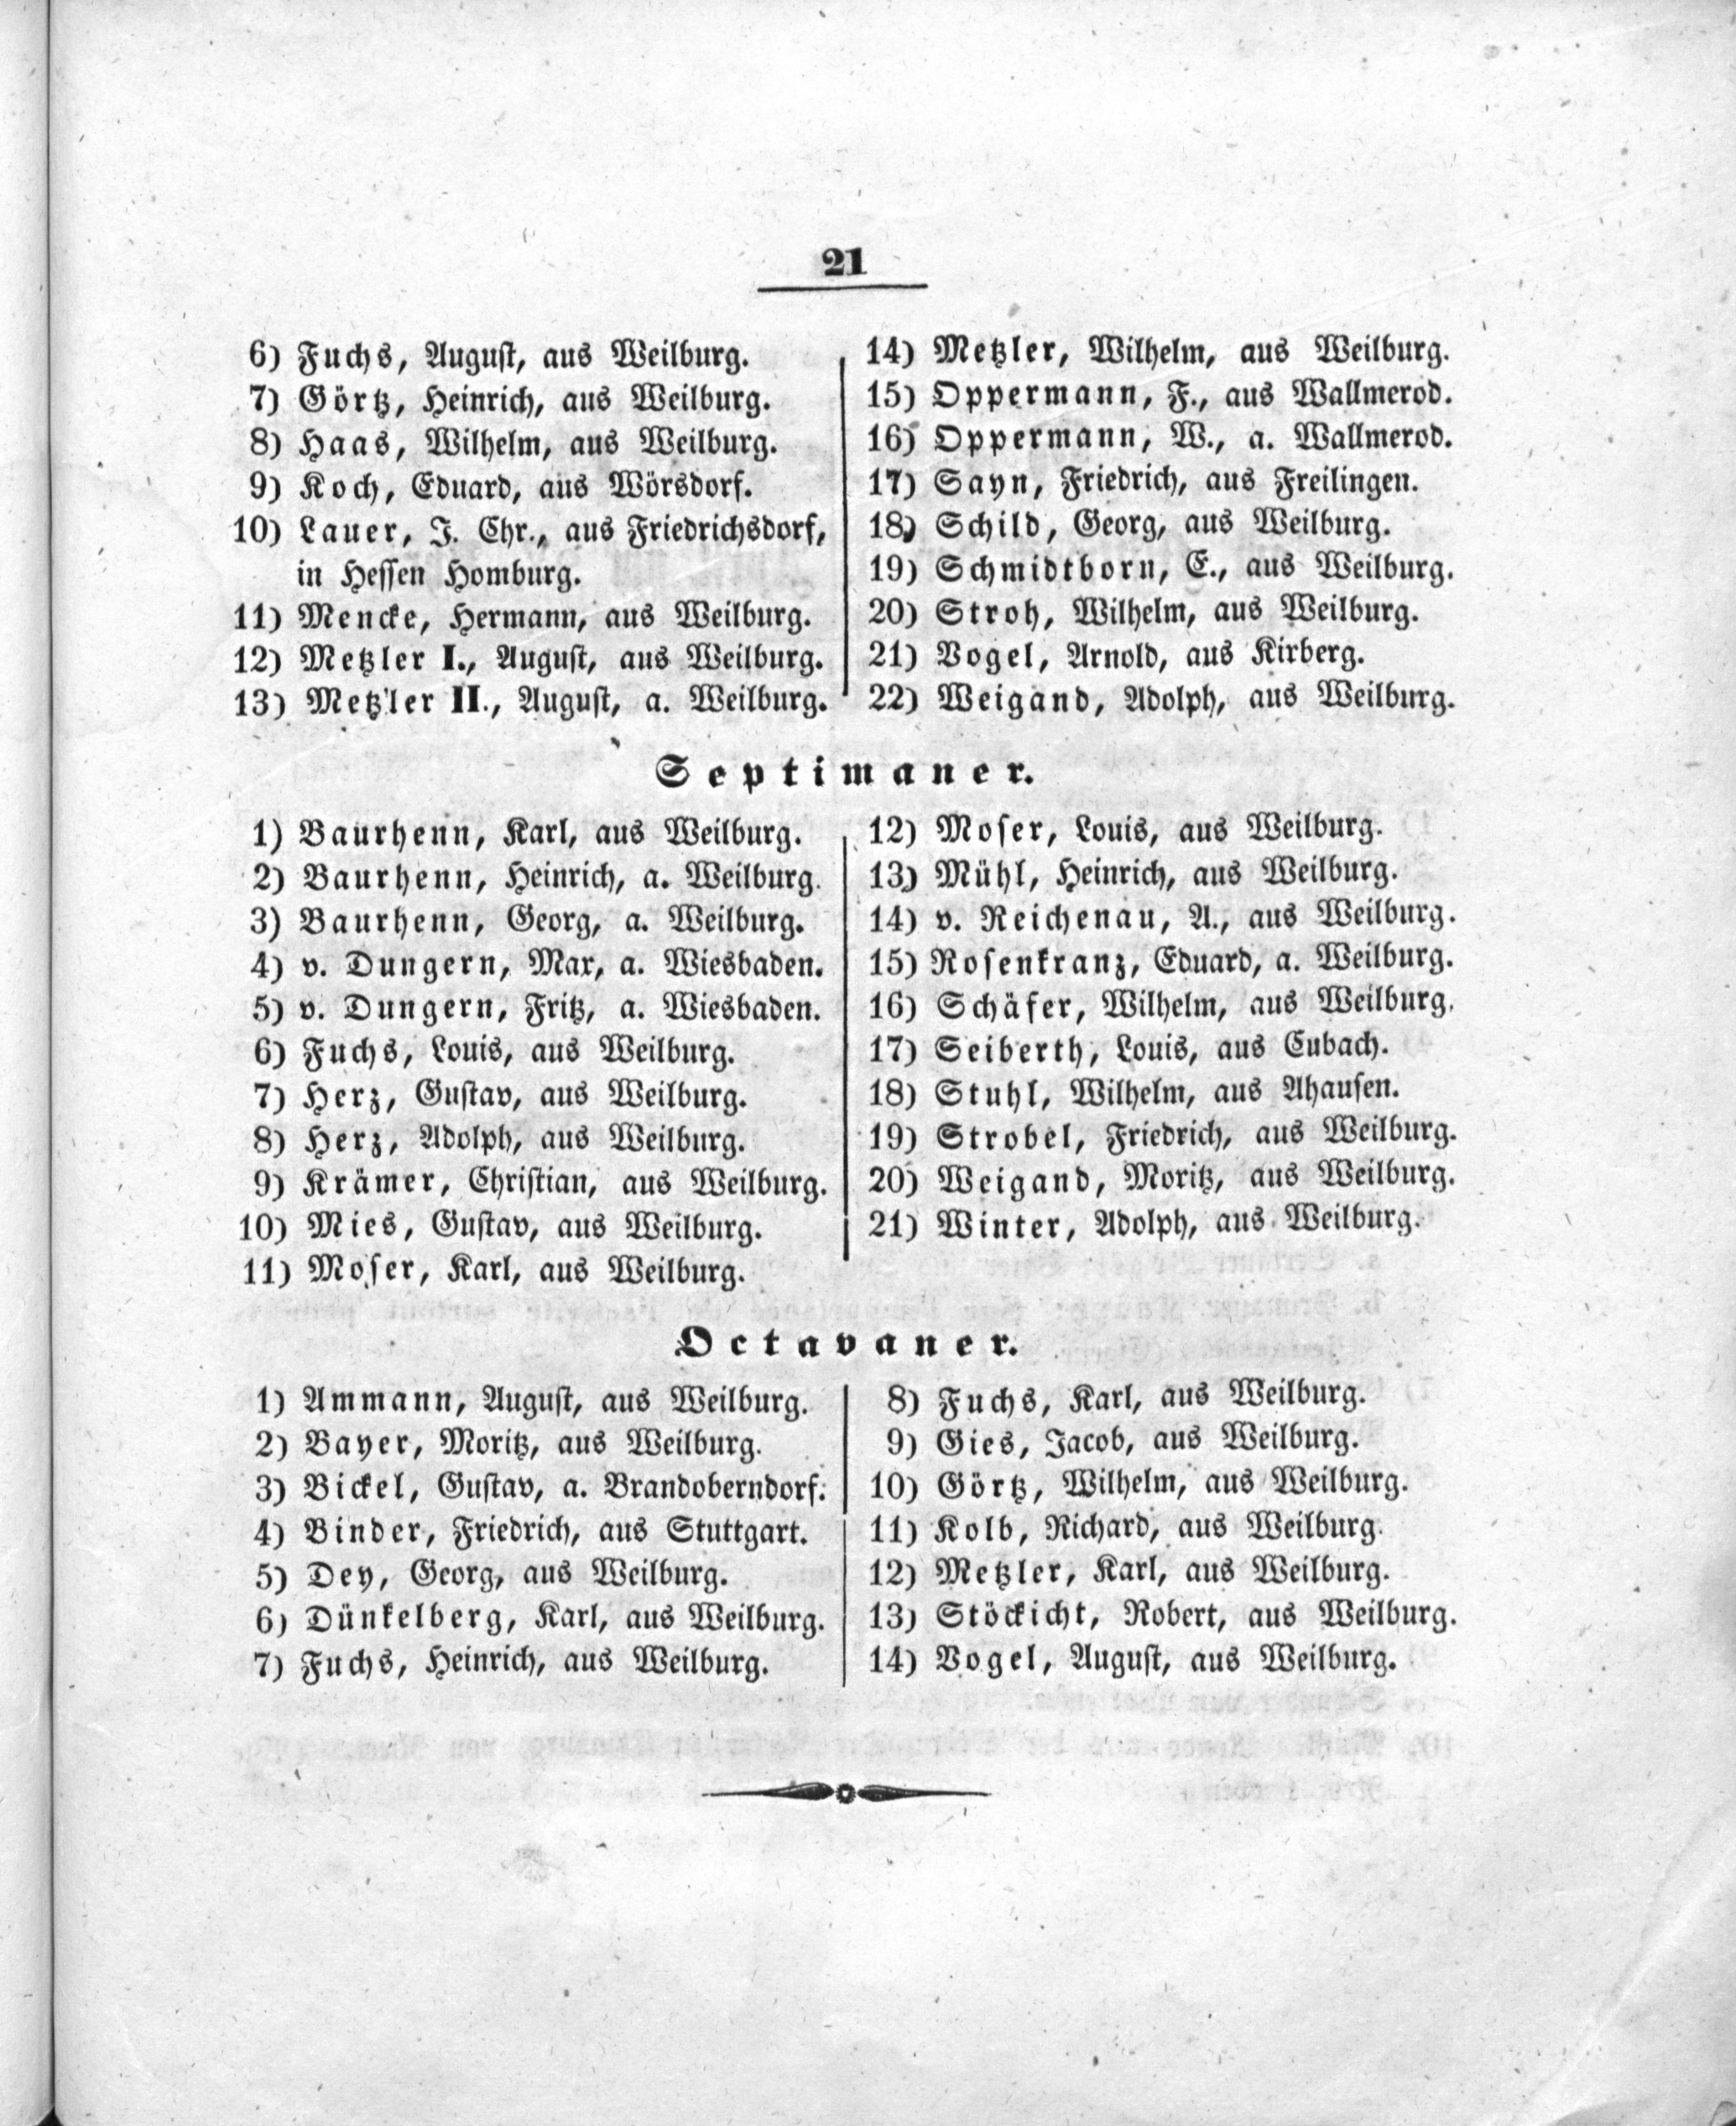 21
6) Fuchs, August, aus Weilburg.
7) Görtz, Heinrich, aus Weilburg.
8) Haas, Wilhelm, aus Weilburg.
9) Koch, Eduard, aus Wörsdorf.
10) Lauer, J. Chr., aus Friedrichsdorf,
in Hessen Homburg.
11) Mencke, Hermann, aus Weilburg.
12) Metzler I., August, aus Weilburg.
13) Metzler II., August, a. Weilburg.
14) Metzler, Wilhelm, aus Weilburg.
15) Oppermann, F., aus Wallmerod.
16) Oppermann, W., a. Wallmerod.
17) Sayn, Friedrich, aus Freilingen.
18) Schild, Georg, aus Weilburg.
19) Schmidtborn, E., aus Weilburg.
20) Stroh, Wilhelm, aus Weilburg.
21) Vogel, Arnold, aus Kirberg.
22) Weigand, Adolph, aus Weilburg.
Septimaner.
1) Baurhenn, Karl, aus Weilburg.
2) Baurhenn, Heinrich, a. Weilburg.
3) Baurhenn, Georg, a. Weilburg.
4) v. Dungern, Max, a. Wiesbaden.
5) v. Dungern, Fritz, a. Wiesbaden.
6) Fuchs, Louis, aus Weilburg.
7) Herz, Gustav, aus Weilburg.
8) Herz, Adolph, aus Weilburg.
9) Krämer, Christian, aus Weilburg.
10) Mies, Gustav, aus Weilburg.
11) Moser, Karl, aus Weilburg.
12) Moser, Louis, aus Weilburg.
13) Mühl, Heinrich, aus Weilburg.
14) v. Reichenau, A., aus Weilburg.
15) Rosenkranz, Eduard, a. Weilburg.
16) Schäfer, Wilhelm, aus Weilburg.
17) Seiberth, Louis, aus Cubach.
18) Stuhl, Wilhelm, aus Ahausen.
19) Strobel, Friedrich, aus Weilburg.
20) Weigand, Moritz, aus Weilburg.
21) Winter, Adolph, aus Weilburg.
Octavaner.
1) Ammann, August, aus Weilburg.
2) Bayer, Moritz, aus Weilburg.
3) Bickel, Gustav, a. Brandoberndorf.
4) Binder, Friedrich, aus Stuttgart.
5) Dey, Georg, aus Weilburg.
6) Dünkelberg, Karl, aus Weilburg.
7) Fuchs, Heinrich, aus Weilburg.
8) Fuchs, Karl, aus Weilburg.
9) Gies, Jacob, aus Weilburg.
10) Görtz, Wilhelm, aus Weilburg.
11) Kolb, Richard, aus Weilburg.
12) Metzler, Karl, aus Weilburg.
13) Stöckicht, Robert, aus Weilburg.
14) Vogel, August, aus Weilburg.